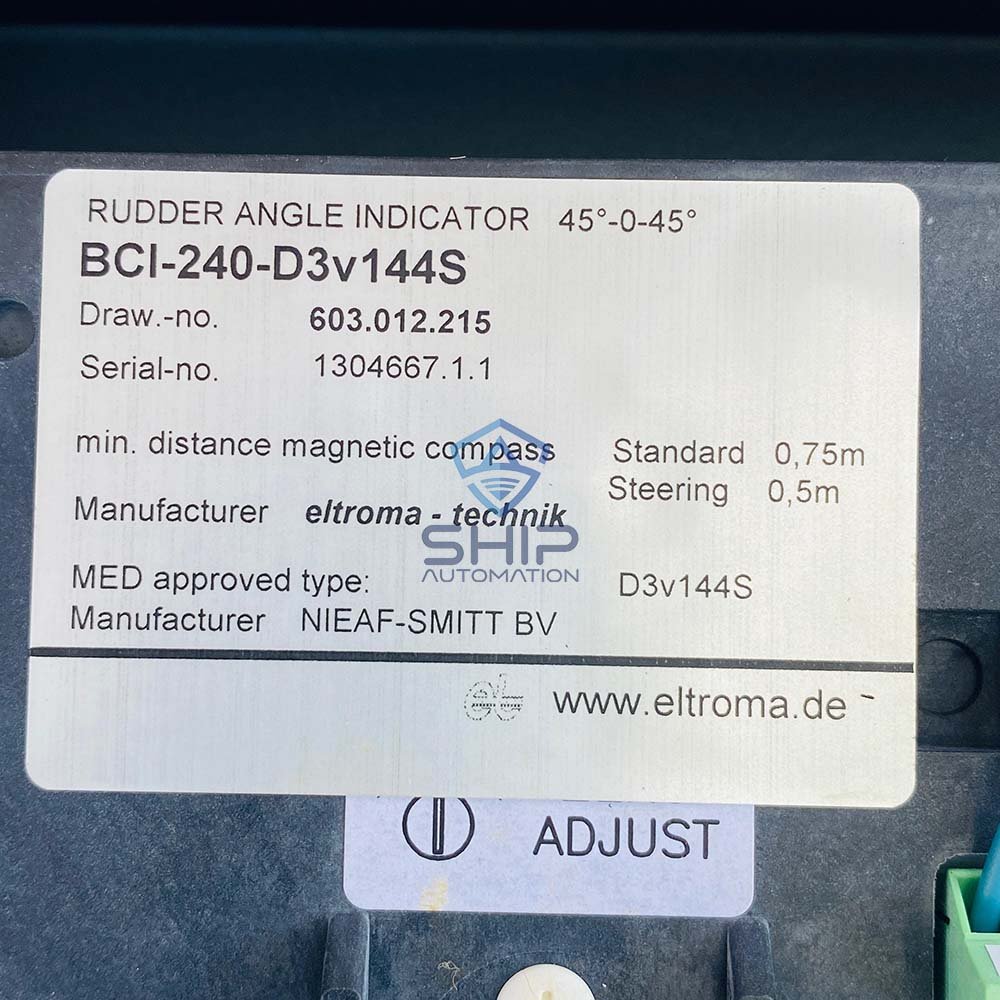 RUDDER ANGLE INDICATOR 45°-0-45°
BCI-240-D3v144S
Draw.-no. 603.012.215
Serial-no. 1304667.1.1
min. distance magnetic compass Standard 0,75m
Steering 0,5m
Manufacturer eltroma - technik
SHIP
AUTOMATION
MED approved type: D3v144S
Manufacturer NIEAF-SMITT BV
et www.eltroma.de
ADJUST